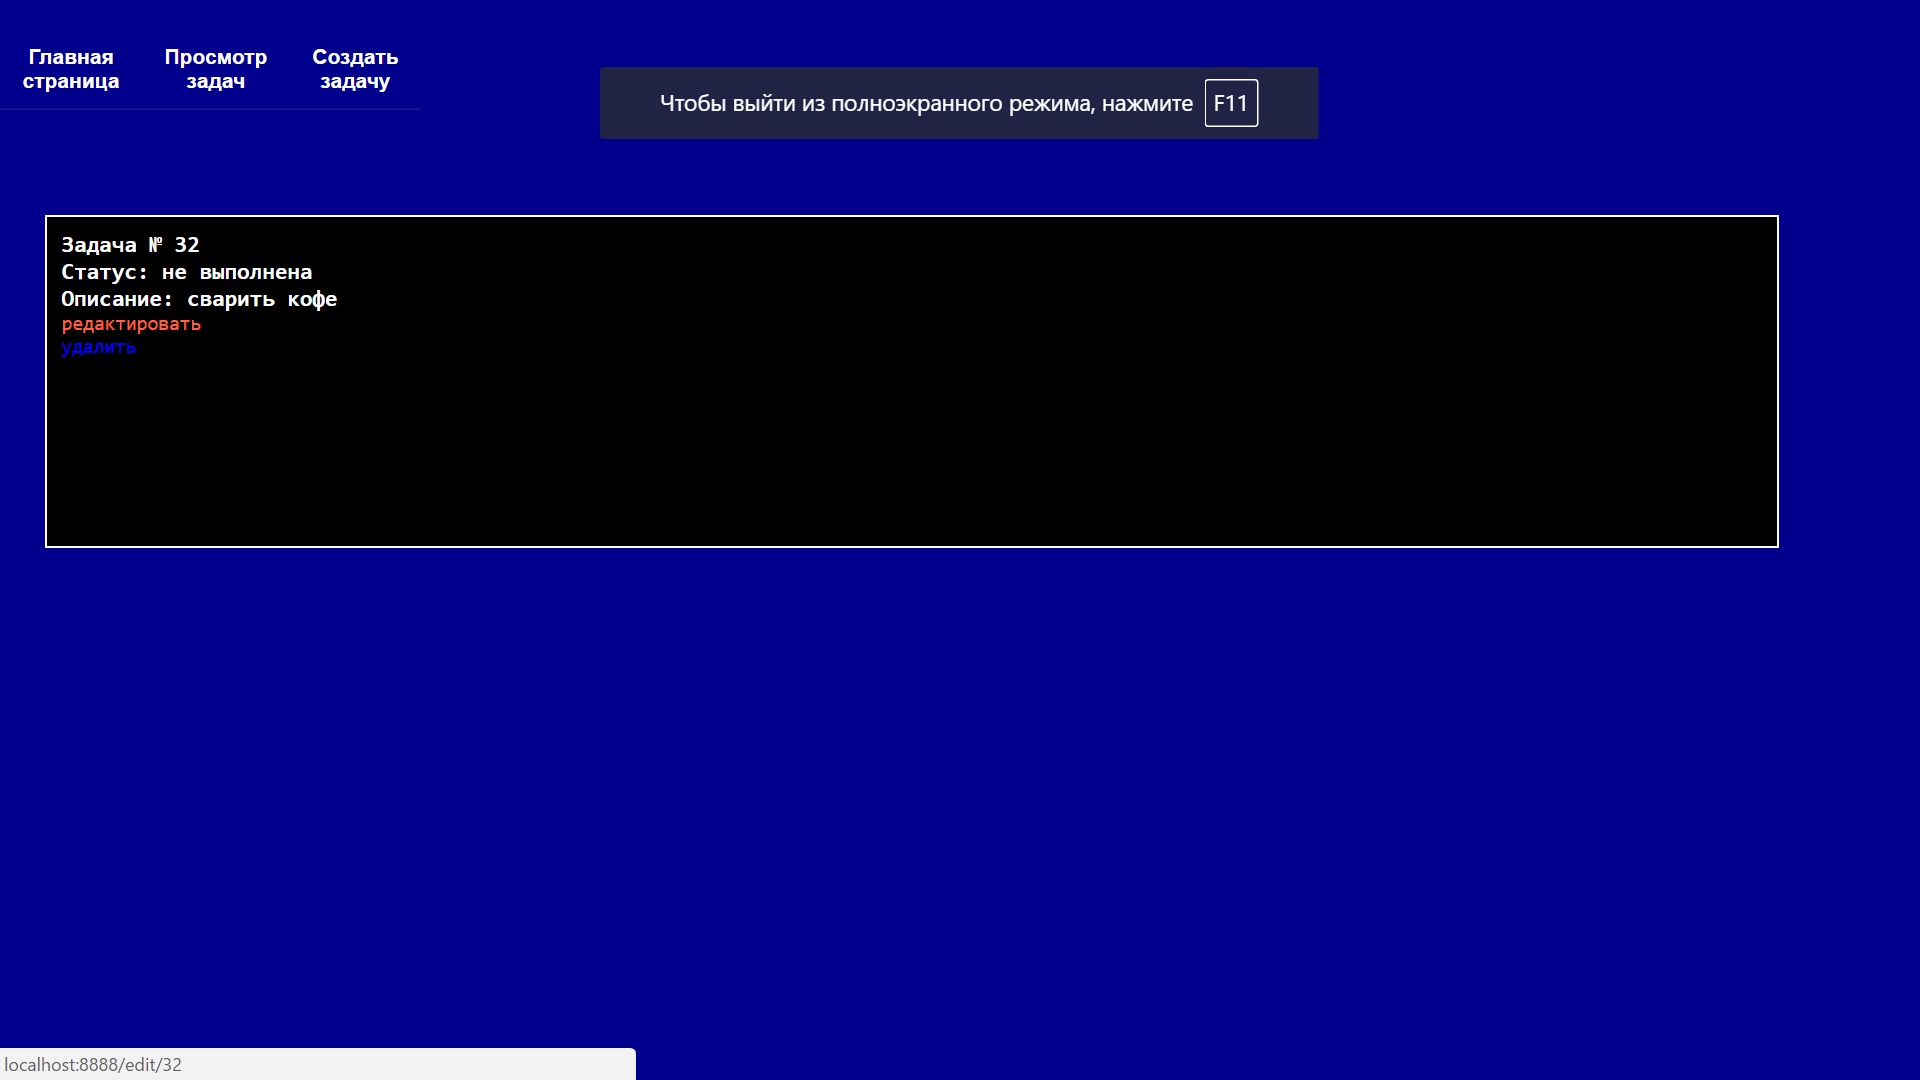 Главная страница
Просмотр задач
Создать задачу
Чтобы выйти из полноэкранного режима, нажмите F11
Задача № 32
Статус: не выполнена
Описание: сварить кофе
редактировать
удалить
localhost:8888/edit/32